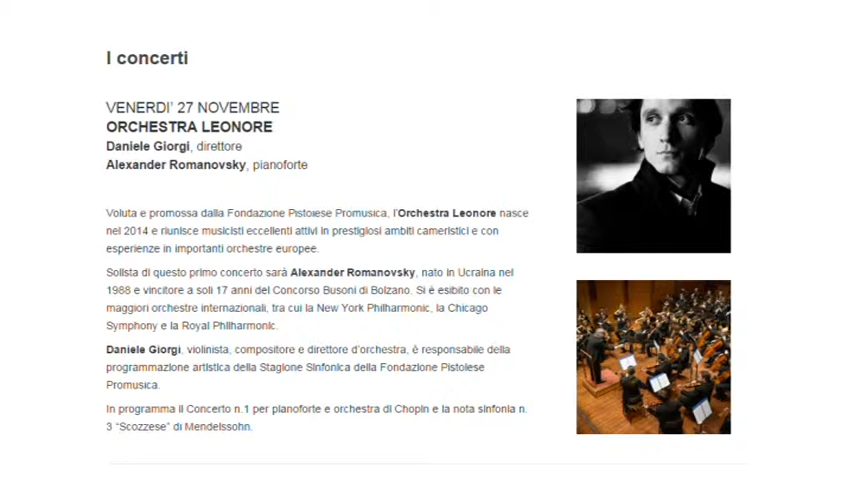 I concerti
VENERDI' 27 NOVEMBRE
ORCHESTRA LEONORE
Daniele Giorgi, direttore
Alexander Romanovsky, pianoforte
Voluta e promossa dalla Fondazione Pistoiese Promusica, l'Orchestra Leonore nasce
nel 2014 e riunisce musicisti eccellenti attivi in prestigiosi ambiti cameristici e con
esperienze in importanti orchestre europee.
Solista di questo primo concerto sarà Alexander Romanovsky, nato in Ucraina nel
1988 e vincitore a soli 17 anni del Concorso Busoni di Bolzano. Si è esibito con le
maggiori orchestre internazionali, tra cui la New York Philharmonic, la Chicago
Symphony e la Royal Philharmonic.
Daniele Giorgi, violinista, compositore e direttore d'orchestra, è responsabile della
programmazione artistica della Stagione Sinfonica della Fondazione Pistoiese
Promusica.
In programma il Concerto n.1 per pianoforte e orchestra di Chopin e la nota sinfonia n.
3 "Scozzese" di Mendelssohn.